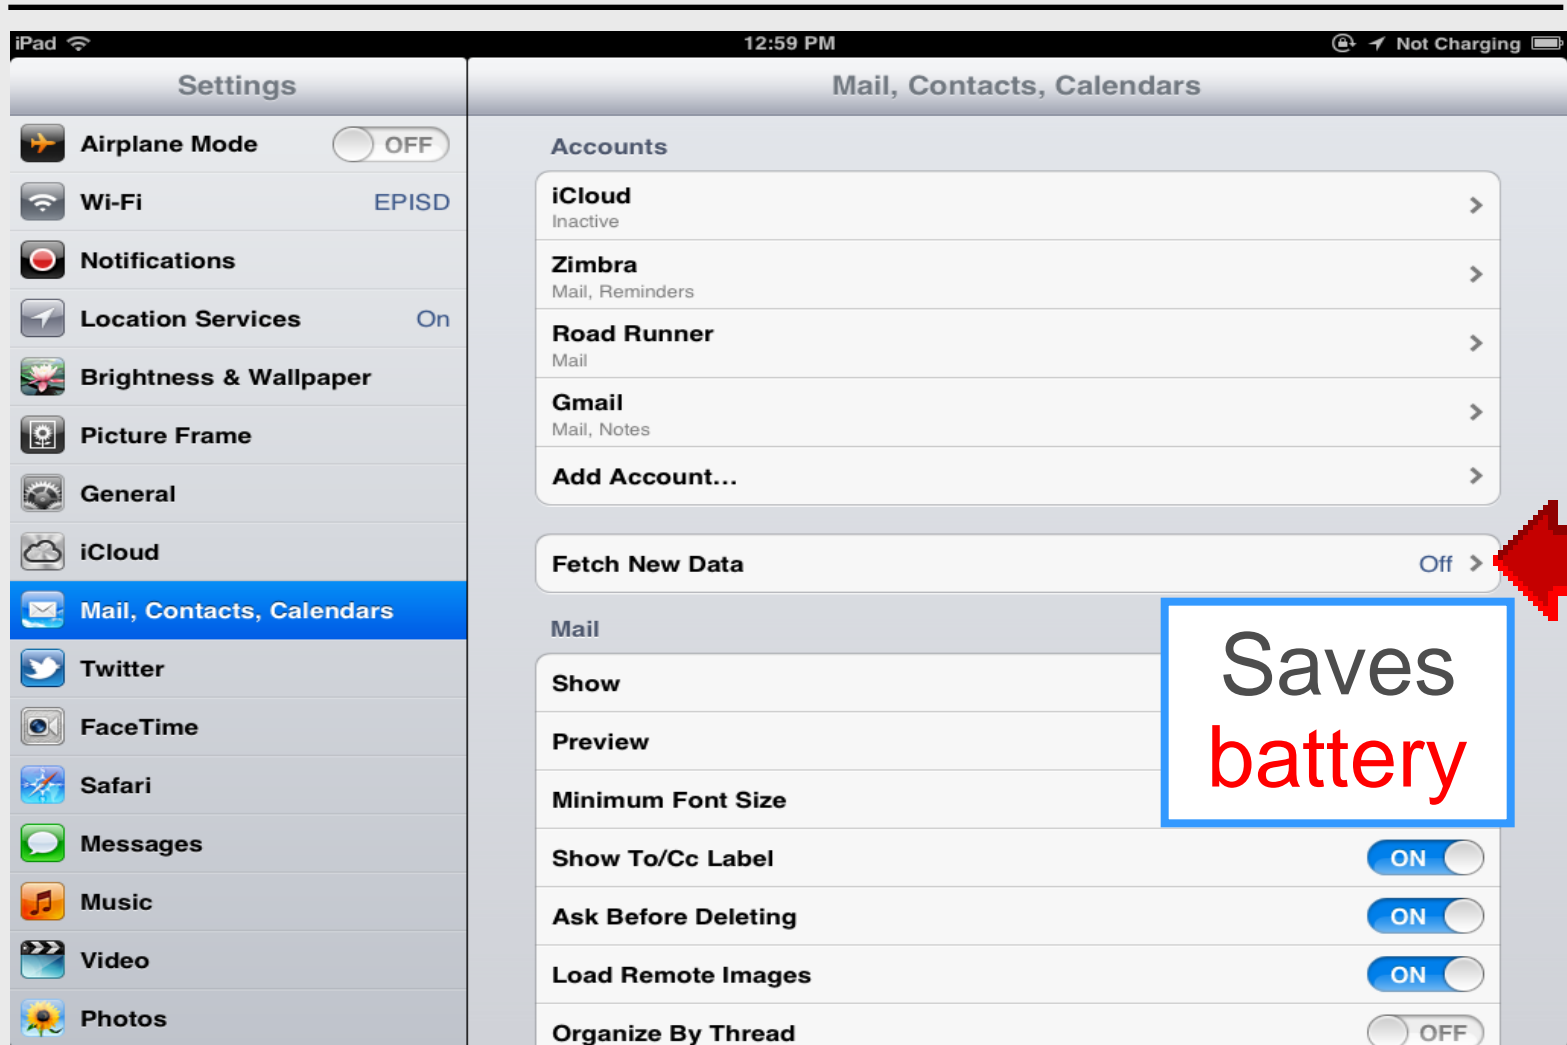 iPad 12:59 PM Not Charging
Settings
Mail, Contacts, Calendars
Airplane Mode OFF
Wi-Fi EPISD
Notifications
Location Services On
Brightness & Wallpaper
Picture Frame
General
iCloud
Mail, Contacts, Calendars
Twitter
FaceTime
Safari
Messages
Music
Video
Photos
Accounts
iCloud
Inactive
Zimbra
Mail, Reminders
Road Runner
Mail
Gmail
Mail, Notes
Add Account...
Fetch New Data Off
Mail
Show
Preview
Minimum Font Size
Show To/Cc Label ON
Ask Before Deleting ON
Load Remote Images ON
Organize By Thread OFF
Saves
battery